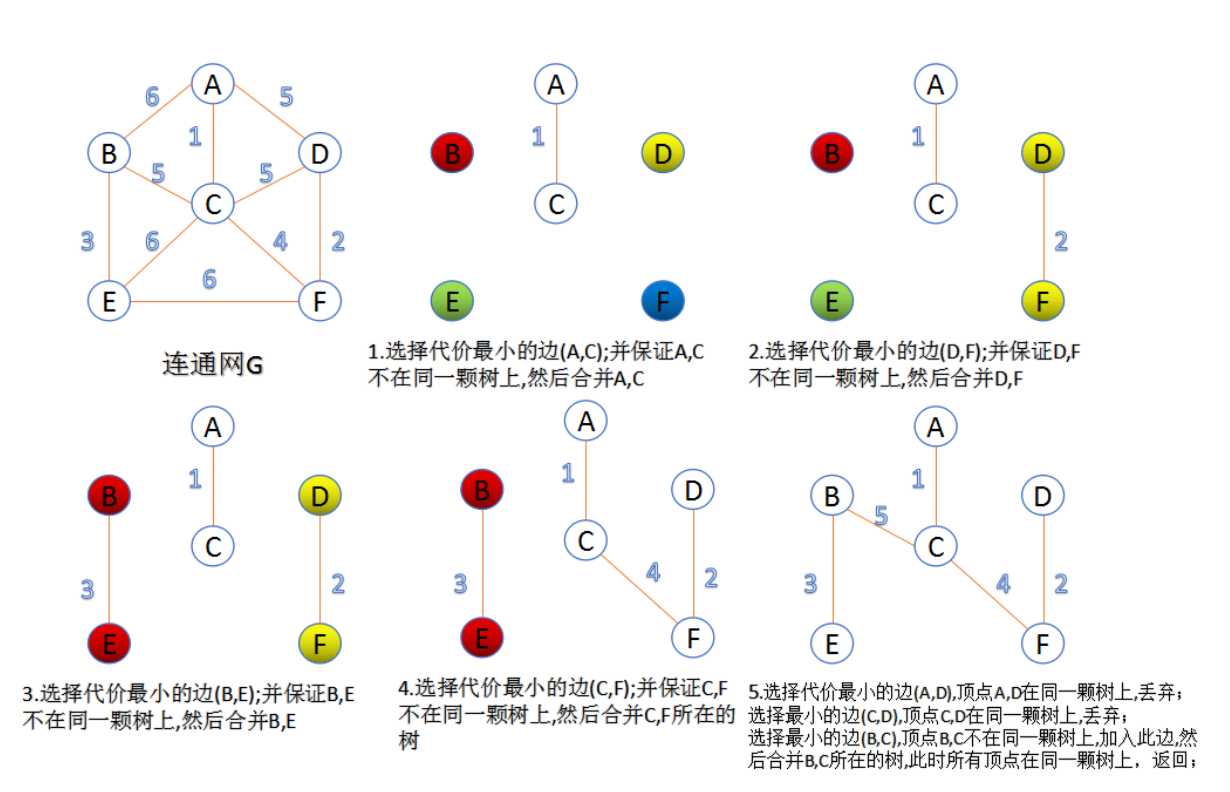 A
6
5
1
B
D
5
5
C
3
6
4
2
6
E
F
连通网G
A
1
B
D
C
E
F
1.选择代价最小的边(A,C);并保证A,C
不在同一颗树上,然后合并A,C
A
1
B
D
C
2
E
F
2.选择代价最小的边(D,F);并保证D,F
不在同一颗树上,然后合并D,F
A
1
B
D
C
3
2
E
F
3.选择代价最小的边(B,E);并保证B,E
不在同一颗树上,然后合并B,E
A
1
B
D
C
3
4
2
E
F
4.选择代价最小的边(C,F);并保证C,F
不在同一颗树上,然后合并C,F所在的
树
A
1
B
D
5
C
3
4
2
E
F
5.选择代价最小的边(A,D),顶点A,D在同一颗树上,丢弃；
选择最小的边(C,D),顶点C,D在同一颗树上,丢弃；
选择最小的边(B,C),顶点B,C不在同一颗树上,加入此边,然
后合并B,C所在的树,此时所有顶点在同一颗树上，返回；